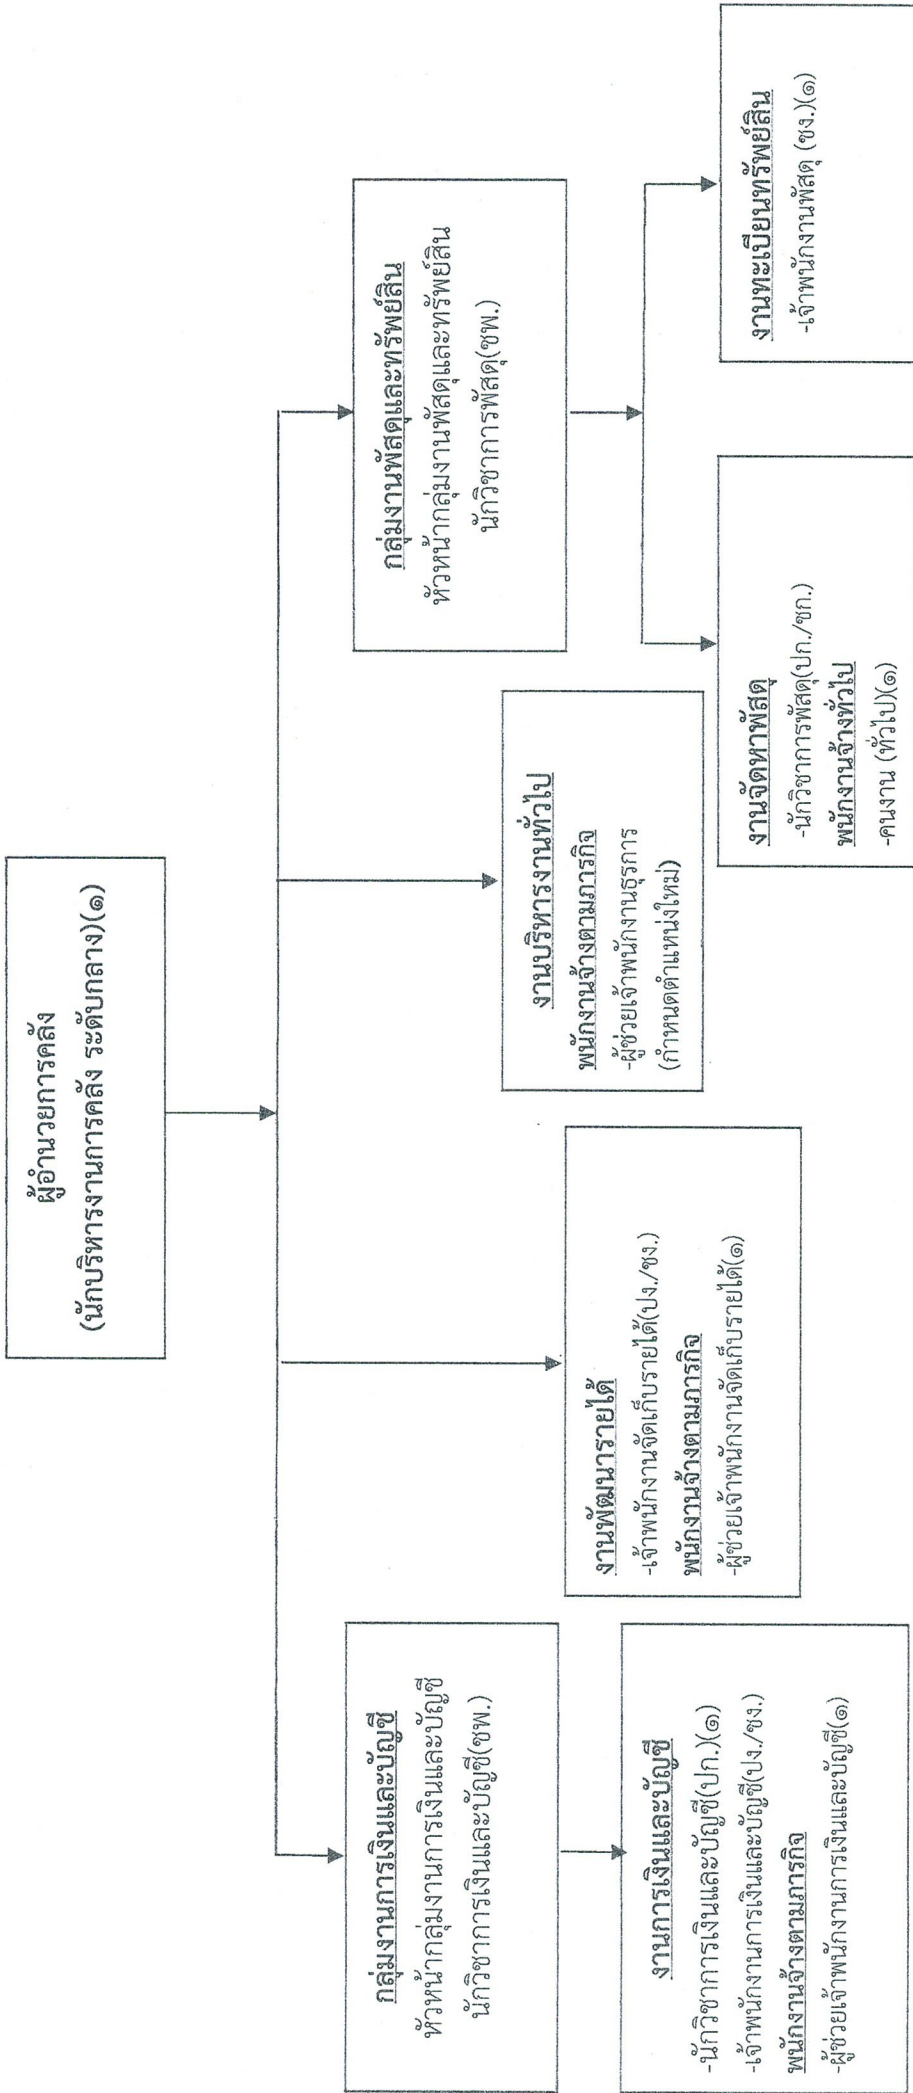 ผู้อำนวยการคลัง
(นักบริหารงานการคลัง ระดับกลาง)(๑)
กลุ่มงานการเงินและบัญชี
หัวหน้ากลุ่มงานการเงินและบัญชี
นักวิชาการเงินและบัญชี(ชพ.)
งานการเงินและบัญชี
-นักวิชาการเงินและบัญชี(ปก.)(๑)
-เจ้าพนักงานการเงินและบัญชี(ปง./ชง.)
พนักงานจ้างตามภารกิจ
-ผู้ช่วยเจ้าพนักงานการเงินและบัญชี(๑)
งานพัฒนารายได้
-เจ้าพนักงานจัดเก็บรายได้(ปง./ชง.)
พนักงานจ้างตามภารกิจ
-ผู้ช่วยเจ้าพนักงานจัดเก็บรายได้(๑)
งานบริหารงานทั่วไป
พนักงานจ้างตามภารกิจ
-ผู้ช่วยเจ้าพนักงานธุรการ
(กำหนดตำแหน่งใหม่)
กลุ่มงานพัสดุและทรัพย์สิน
หัวหน้ากลุ่มงานพัสดุและทรัพย์สิน
นักวิชาการพัสดุ(ชพ.)
งานจัดหาพัสดุ
-นักวิชาการพัสดุ(ปก./ชก.)
พนักงานจ้างทั่วไป
-คนงาน (ทั่วไป)(๑)
งานทะเบียนทรัพย์สิน
-เจ้าพนักงานพัสดุ (ชง.)(๑)